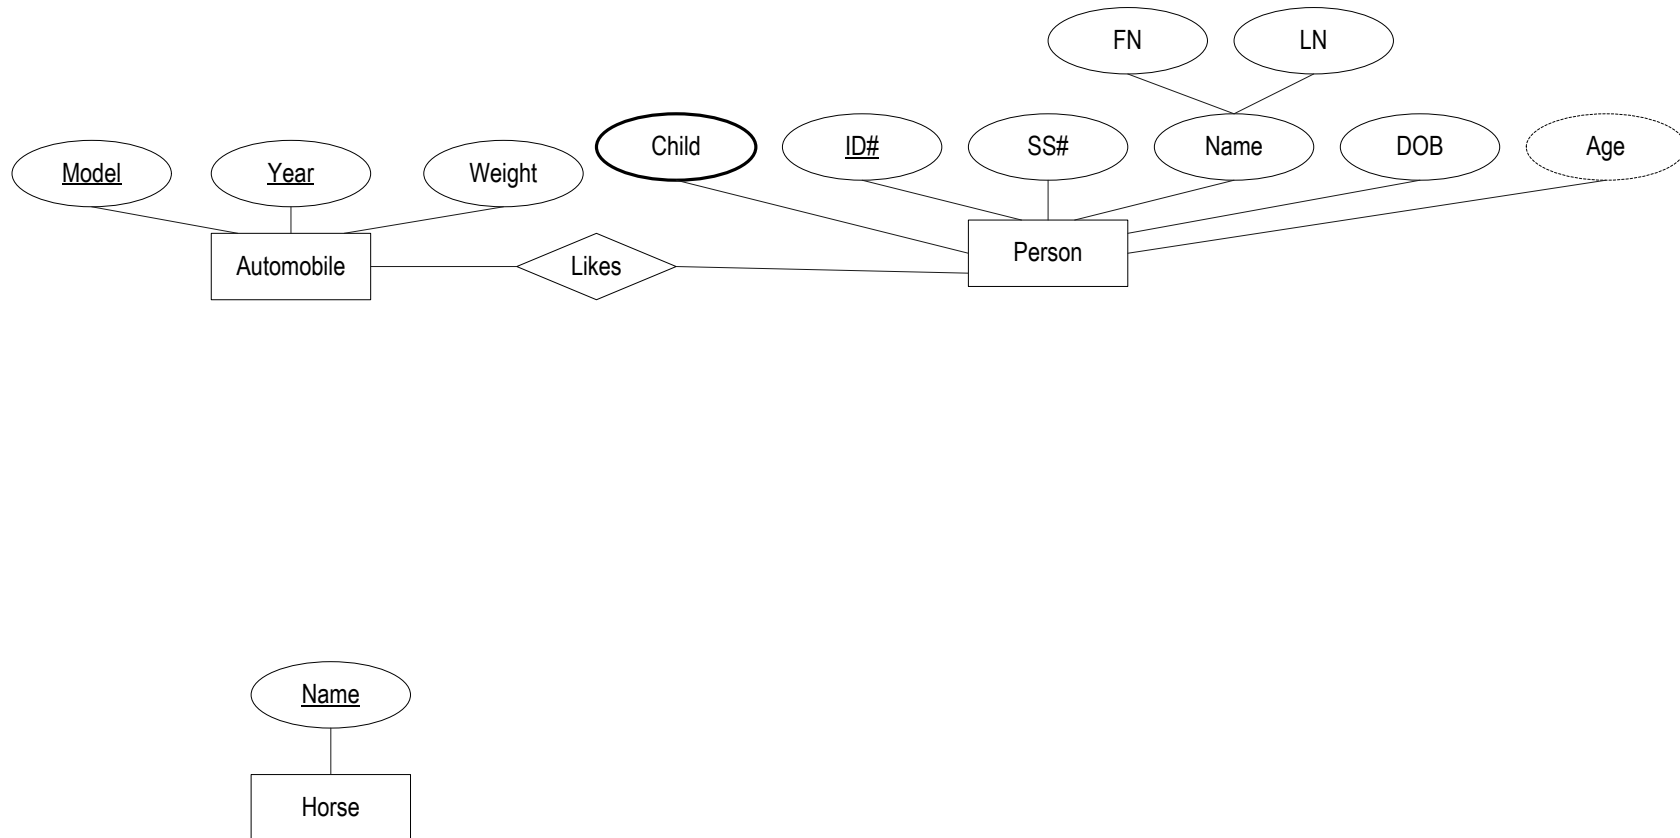 FN
LN
Child
ID#
SS#
Name
DOB
Age
Model
Year
Weight
Automobile
Likes
Person
Name
Horse